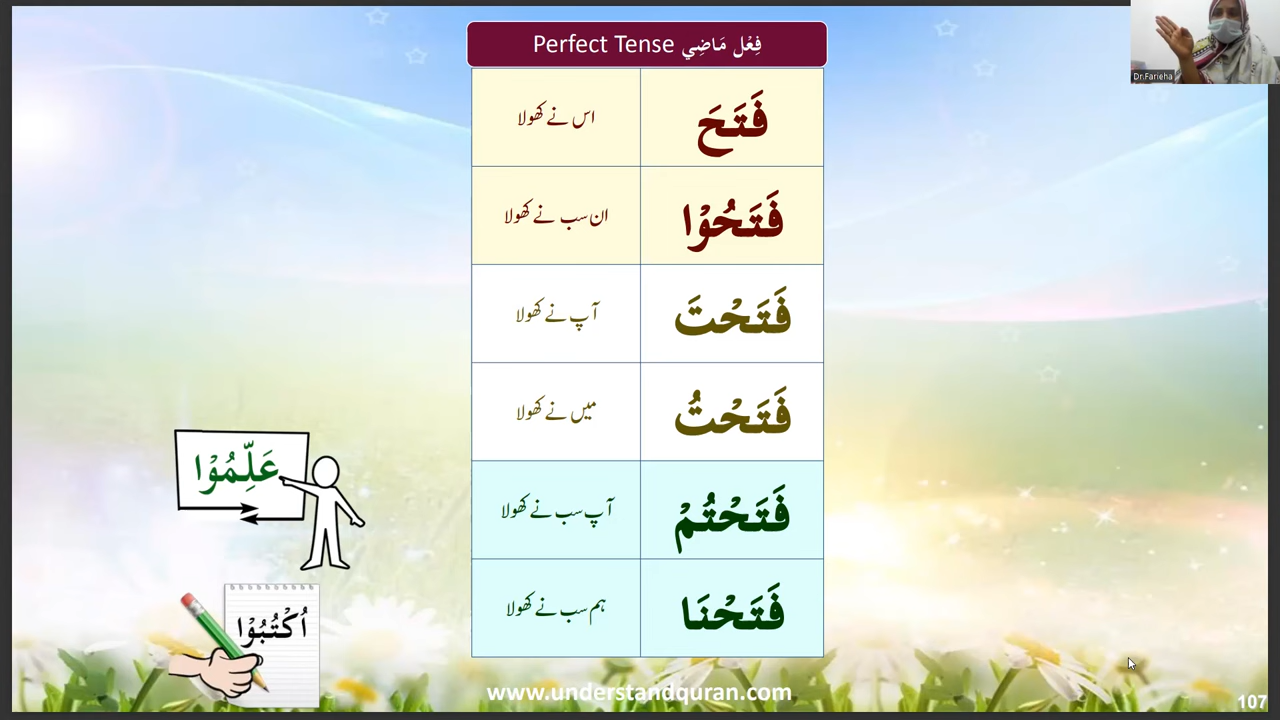 Perfect Tense فِعْل مَاضِي
Dr.Farieha
فَتَحَ
اس نے کھولا
فَتَحُوْا
ان سب نے کھولا
فَتَحْتَ
آپ نے کھولا
فَتَحْتُ
میں نے کھولا
فَتَحْتُمْ
آپ سب نے کھولا
فَتَحْنَا
ہم سب نے کھولا
عَلِّمُوْا
اُكْتُبُوْا
www.understandquran.com
107